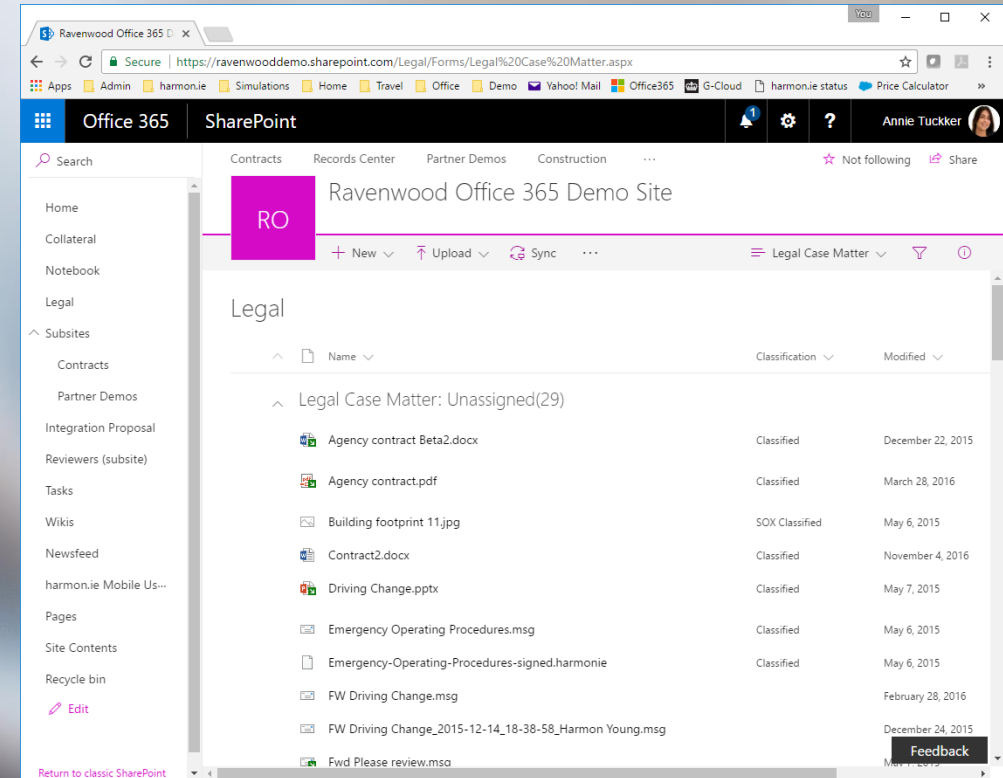 You
Ravenwood Office 365 D
Secure | https://ravenwooddemo.sharepoint.com/Legal/Forms/Legal%20Case%20Matter.aspx
Apps Admin harmon.ie Simulations Home Travel Office Demo Yahoo! Mail Office365 G-Cloud harmon.ie status Price Calculator »
Office 365 SharePoint 1 ? Annie Tuckker
Search
Contracts Records Center Partner Demos Construction ··· Not following Share
RO
Ravenwood Office 365 Demo Site
New Upload Sync ··· Legal Case Matter
Home
Collateral
Notebook
Legal
Subsites
Contracts
Partner Demos
Integration Proposal
Reviewers (subsite)
Tasks
Wikis
Newsfeed
harmon.ie Mobile Us···
Pages
Site Contents
Recycle bin
Edit
Return to classic SharePoint
Legal
Name Classification Modified
Legal Case Matter: Unassigned(29)
Agency contract Beta2.docx Classified December 22, 2015
Agency contract.pdf Classified March 28, 2016
Building footprint 11.jpg SOX Classified May 6, 2015
Contract2.docx Classified November 4, 2016
Driving Change.pptx Classified May 7, 2015
Emergency Operating Procedures.msg Classified May 6, 2015
Emergency-Operating-Procedures-signed.harmonie Classified May 6, 2015
FW Driving Change.msg February 28, 2016
FW Driving Change_2015-12-14_18-38-58_Harmon Young.msg December 24, 2015
Fwd Please review.msg
Feedback